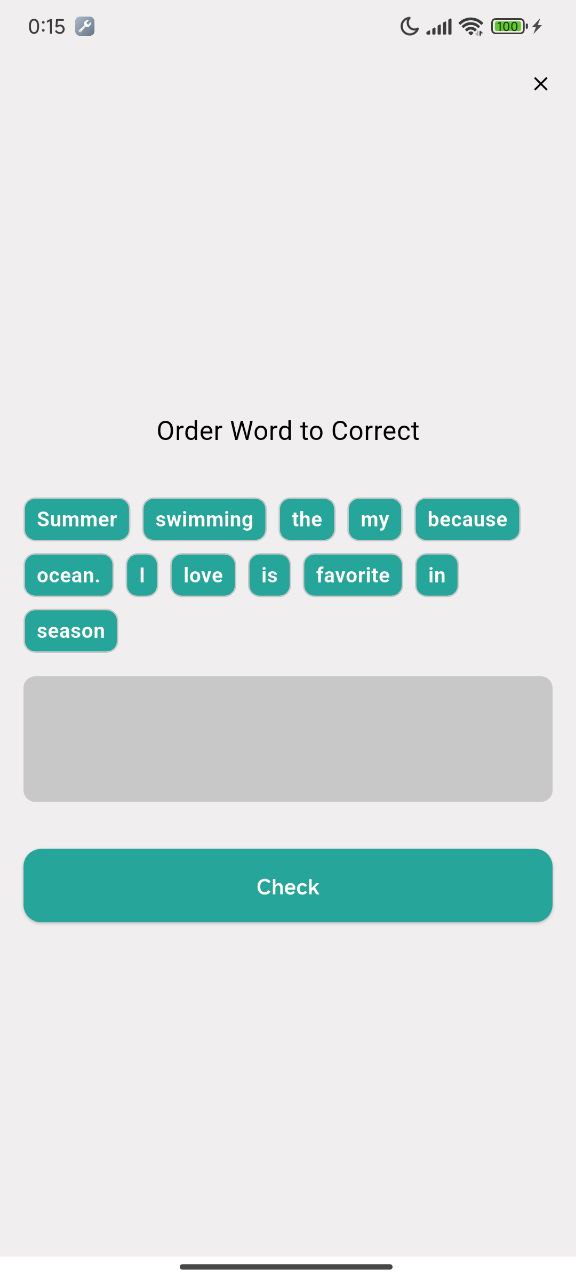 0:15 100
×
Order Word to Correct
Summer swimming the my because
ocean. I love is favorite in
season
Check